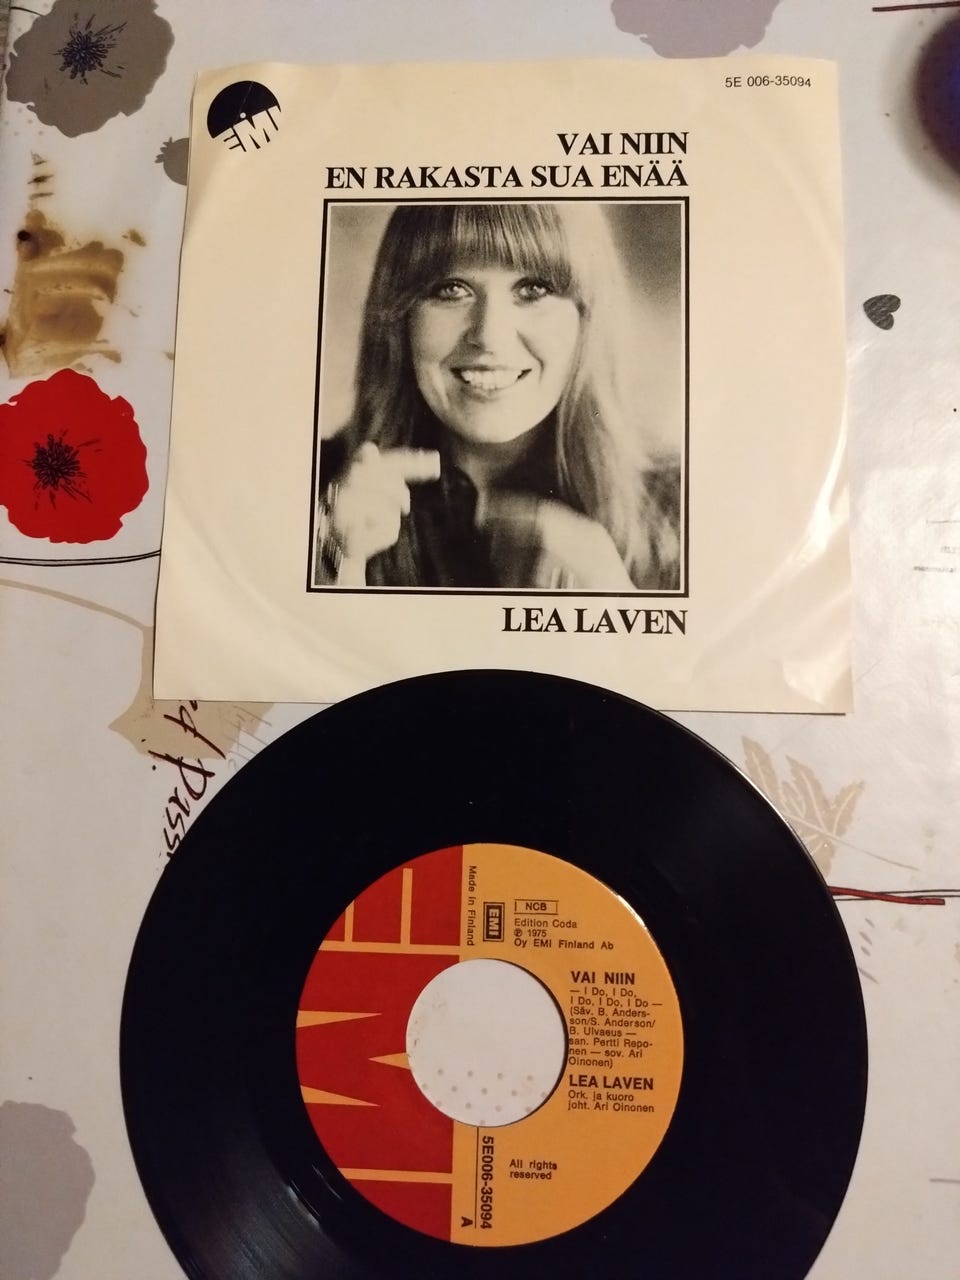 EMI
5E 006-35094
VAI NIIN
EN RAKASTA SUA ENÄÄ
LEA LAVEN
Made in Finland
EMI
NCB
Edition Coda
℗ 1975
Oy EMI Finland Ab
VAI NIIN
— I Do, I Do,
I Do, I Do, I Do —
(Säv. B. Anders-
son/S. Anderson/
B. Ulvaeus —
san. Pertti Repo-
nen — sov. Ari
Oinonen)
LEA LAVEN
Ork. ja kuoro
joht. Ari Oinonen
All rights
reserved
5E006-35094
A
EMI